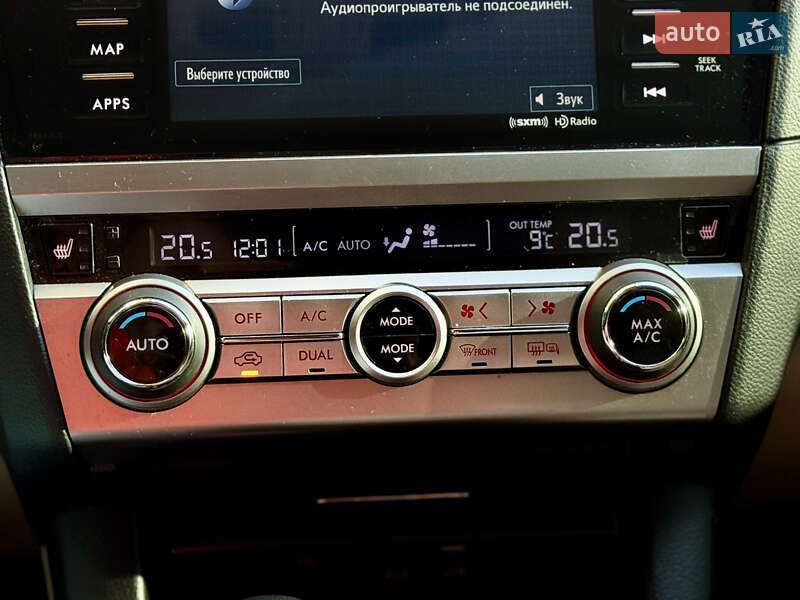 Аудиопроигрыватель не подсоединен.
auto RIA .com
MAP
Выберите устройство
SEEK
TRACK
APPS
Звук
((sxm)) HD Radio
20.5 12:01 A/C AUTO OUT TEMP 9°C 20.5
OFF A/C MODE
AUTO MODE MAX A/C
DUAL FRONT